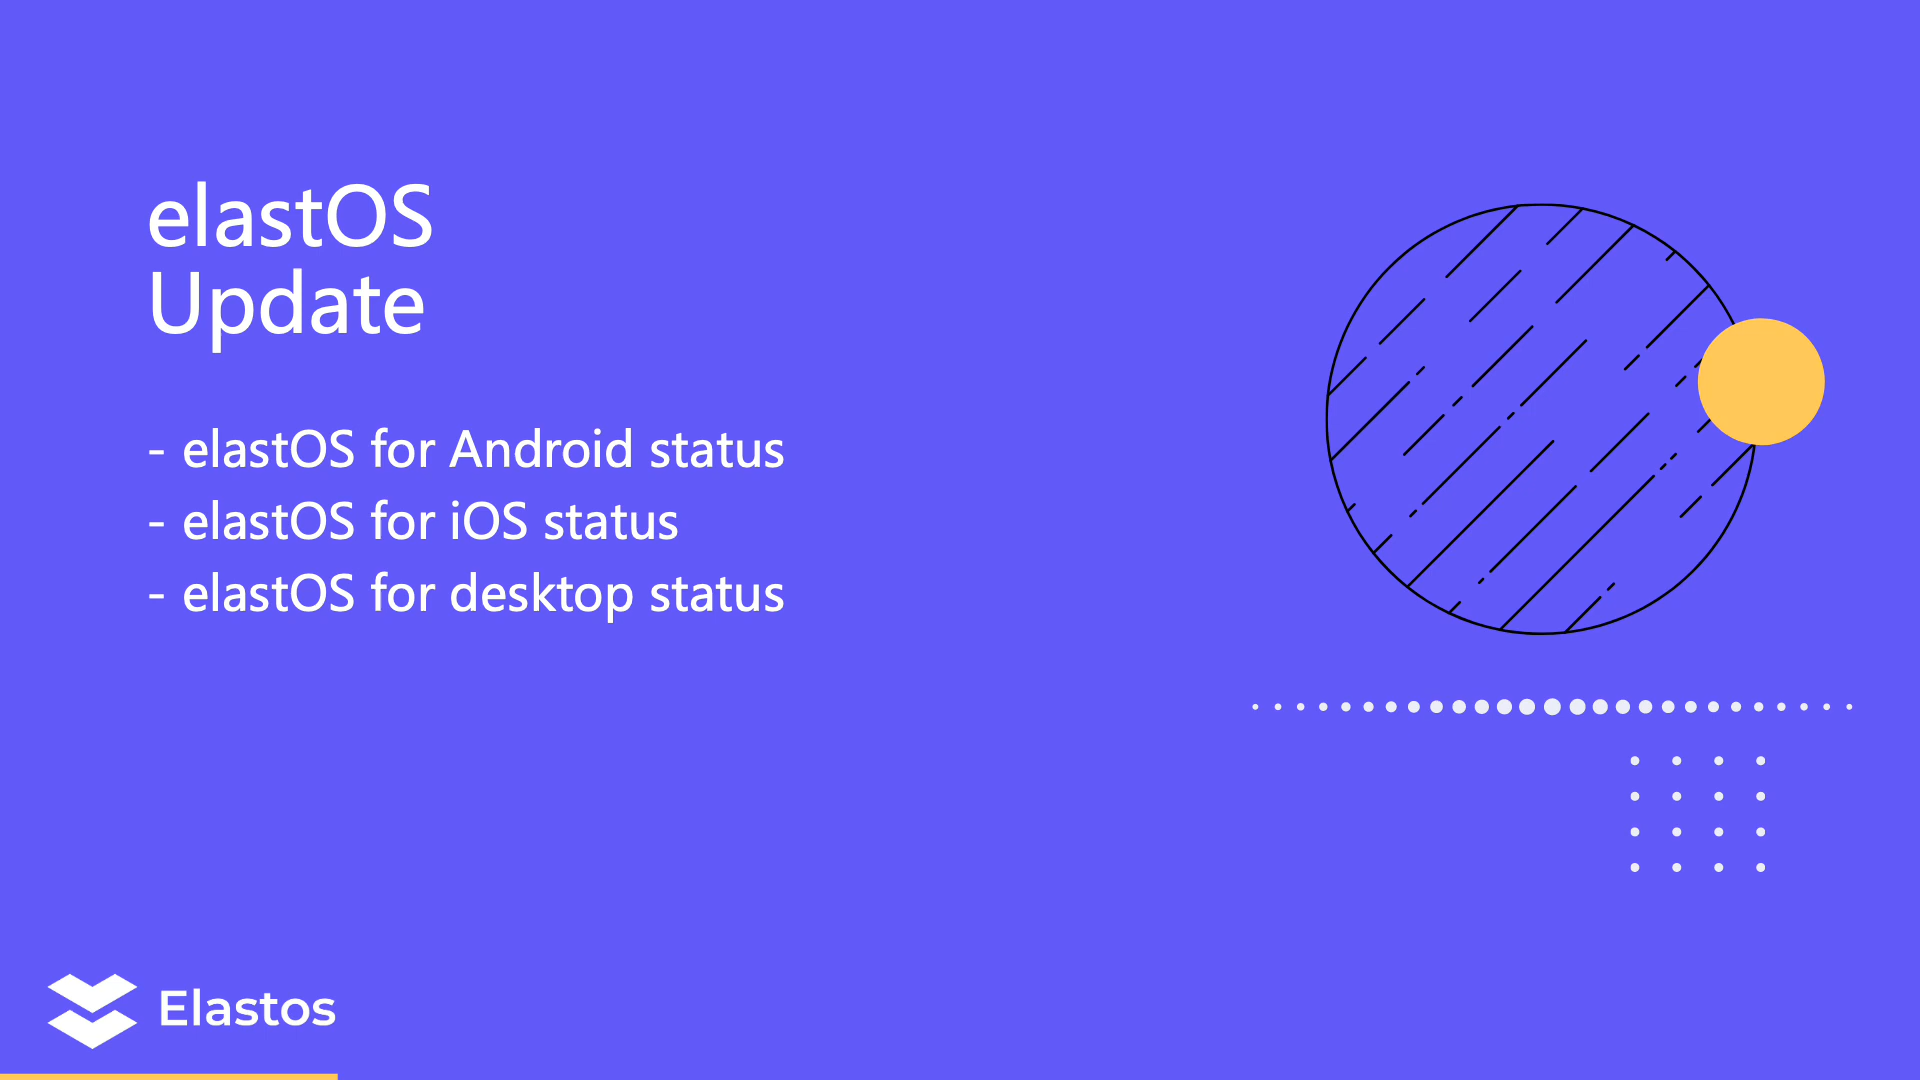 elastOS
Update
- elastOS for Android status
- elastOS for iOS status
- elastOS for desktop status
Elastos